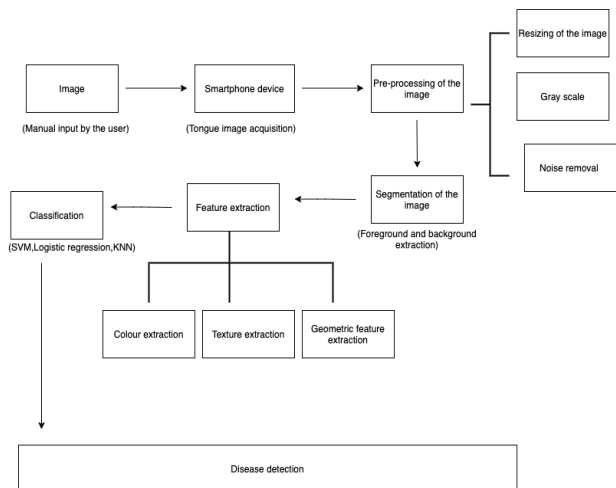 Resizing of the image
Image
Smartphone device
Pre-processing of the
image
Gray scale
(Manual input by the user)
(Tongue image acquisition)
Noise removal
Segmentation of the
image
Feature extraction
Classification
(Foreground and background
extraction)
(SVM,Logistic regression,KNN)
Colour extraction
Texture extraction
Geometric feature
extraction
Disease detection